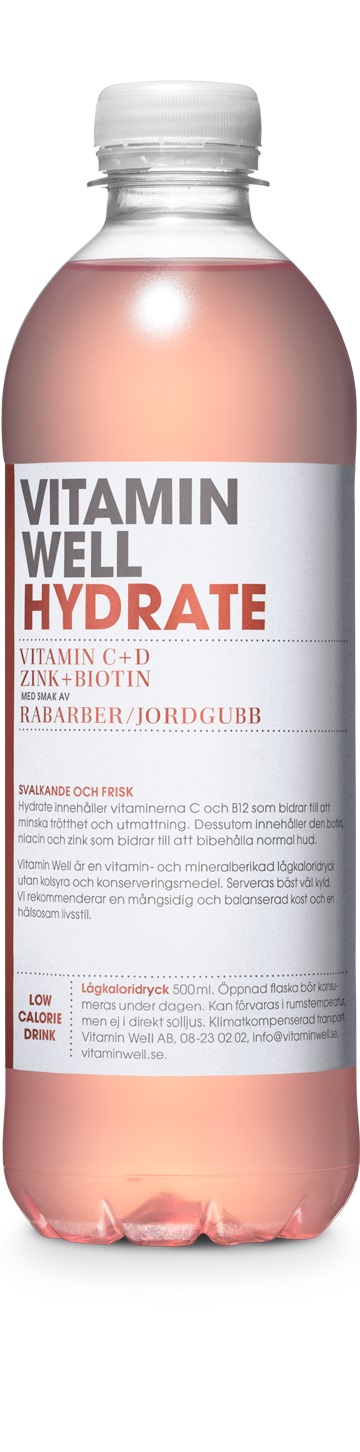 VITAMIN
WELL
HYDRATE
VITAMIN C+D
ZINK+BIOTIN
MED SMAK AV
RABARBER/JORDGUBB
SVALKANDE OCH FRISK
Hydrate innehåller vitaminerna C och B12 som bidrar till att
minska trötthet och utmattning. Dessutom innehåller den biotin,
niacin och zink som bidrar till att bibehålla normal hud.
Vitamin Well är en vitamin- och mineralberikad lågkaloridryck
utan kolsyra och konserveringsmedel. Serveras bäst väl kyld.
Vi rekommenderar en mångsidig och balanserad kost och en
hälsosam livsstil.
LOW
CALORIE
DRINK
Lågkaloridryck 500ml. Öppnad flaska bör konsu-
meras under dagen. Kan förvaras i rumstemperatur,
men ej i direkt solljus. Klimatkompenserad transport.
Vitamin Well AB, 08-23 02 02, info@vitaminwell.se,
vitaminwell.se.